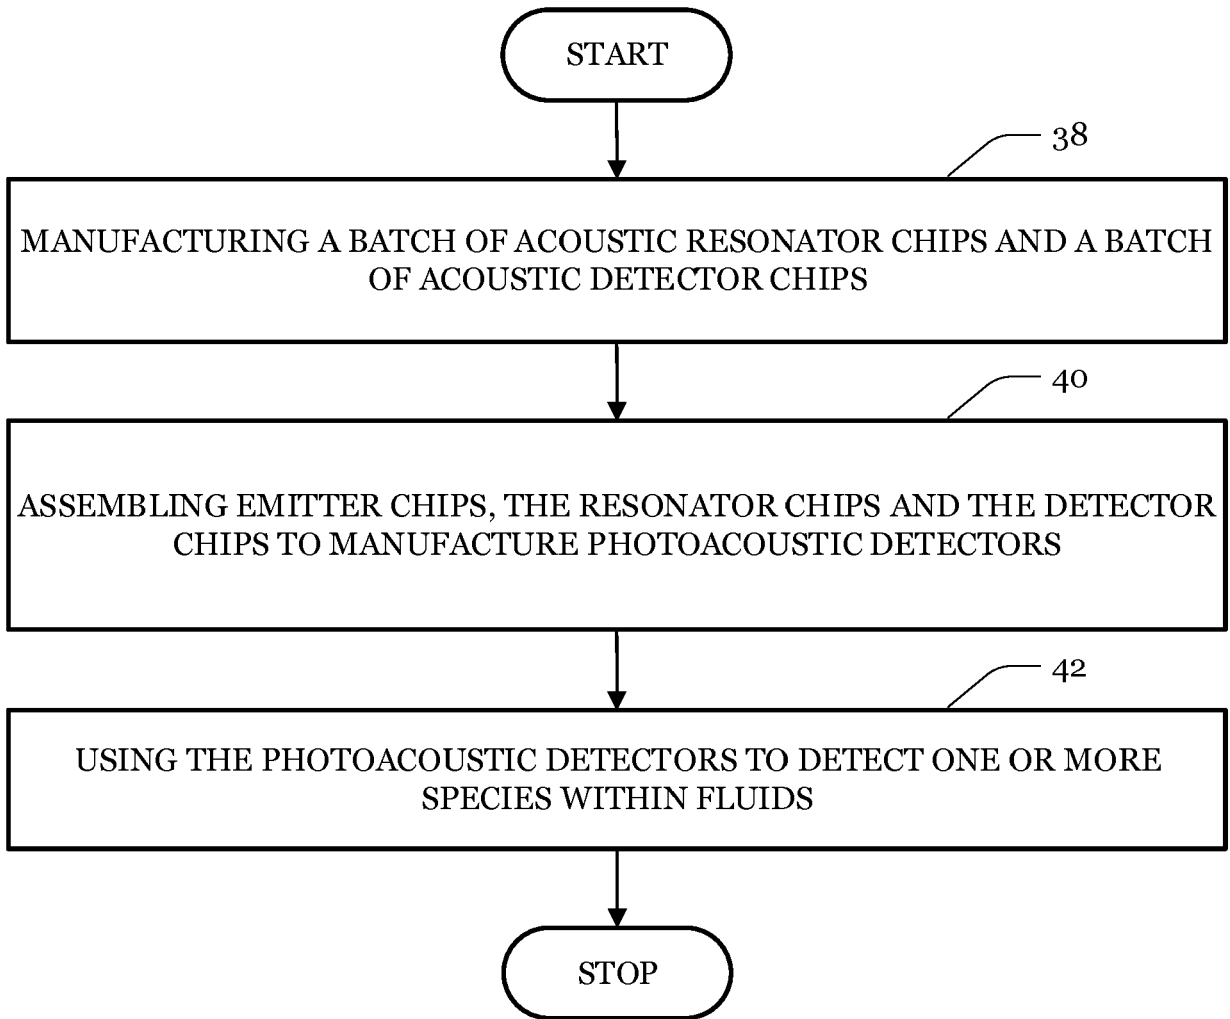 START
38
MANUFACTURING A BATCH OF ACOUSTIC RESONATOR CHIPS AND A BATCH
OF ACOUSTIC DETECTOR CHIPS
40
ASSEMBLING EMITTER CHIPS, THE RESONATOR CHIPS AND THE DETECTOR
CHIPS TO MANUFACTURE PHOTOACOUSTIC DETECTORS
42
USING THE PHOTOACOUSTIC DETECTORS TO DETECT ONE OR MORE
SPECIES WITHIN FLUIDS
STOP